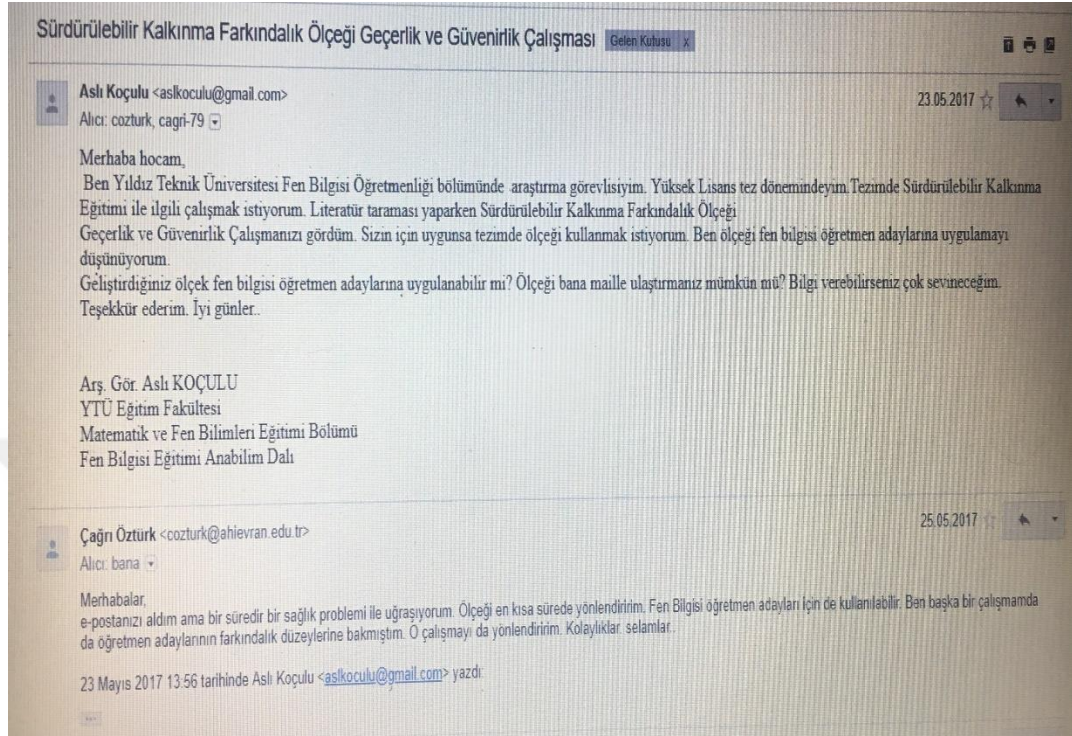 Sürdürülebilir Kalkınma Farkındalık Ölçeği Geçerlik ve Güvenirlik Çalışması Gelen Kutusu x
Aslı Koçulu <aslkoculu@gmail.com> 23.05.2017
Alıcı: cozturk, cagri-79
Merhaba hocam,
Ben Yıldız Teknik Üniversitesi Fen Bilgisi Öğretmenliği bölümünde araştırma görevlisiyim. Yüksek Lisans tez dönemindeyim.Tezimde Sürdürülebilir Kalkınma
Eğitimi ile ilgili çalışmak istiyorum. Literatür taraması yaparken Sürdürülebilir Kalkınma Farkındalık Ölçeği
Geçerlik ve Güvenirlik Çalışmanızı gördüm. Sizin için uygunsa tezimde ölçeği kullanmak istiyorum. Ben ölçeği fen bilgisi öğretmen adaylarına uygulamayı
düşünüyorum.
Geliştirdiğiniz ölçek fen bilgisi öğretmen adaylarına uygulanabilir mi? Ölçeği bana maille ulaştırmanız mümkün mü? Bilgi verebilirseniz çok sevineceğim.
Teşekkür ederim. İyi günler..
Arş. Gör. Aslı KOÇULU
YTÜ Eğitim Fakültesi
Matematik ve Fen Bilimleri Eğitimi Bölümü
Fen Bilgisi Eğitimi Anabilim Dalı
Çağrı Öztürk <cozturk@ahievran.edu.tr> 25.05.2017
Alıcı: bana
Merhabalar,
e-postanızı aldım ama bir süredir bir sağlık problemi ile uğraşıyorum. Ölçeği en kısa sürede yönlendiririm. Fen Bilgisi öğretmen adayları için de kullanılabilir. Ben başka bir çalışmamda
da öğretmen adaylarının farkındalık düzeylerine bakmıştım. O çalışmayı da yönlendiririm. Kolaylıklar. selamlar..
23 Mayıs 2017 13:56 tarihinde Aslı Koçulu <aslkoculu@gmail.com> yazdı: